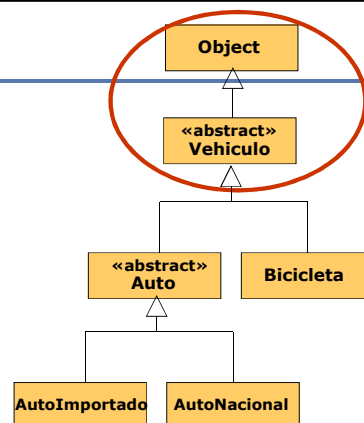 Object
«abstract»
Vehiculo
«abstract»
Auto
Bicicleta
AutoImportado
AutoNacional